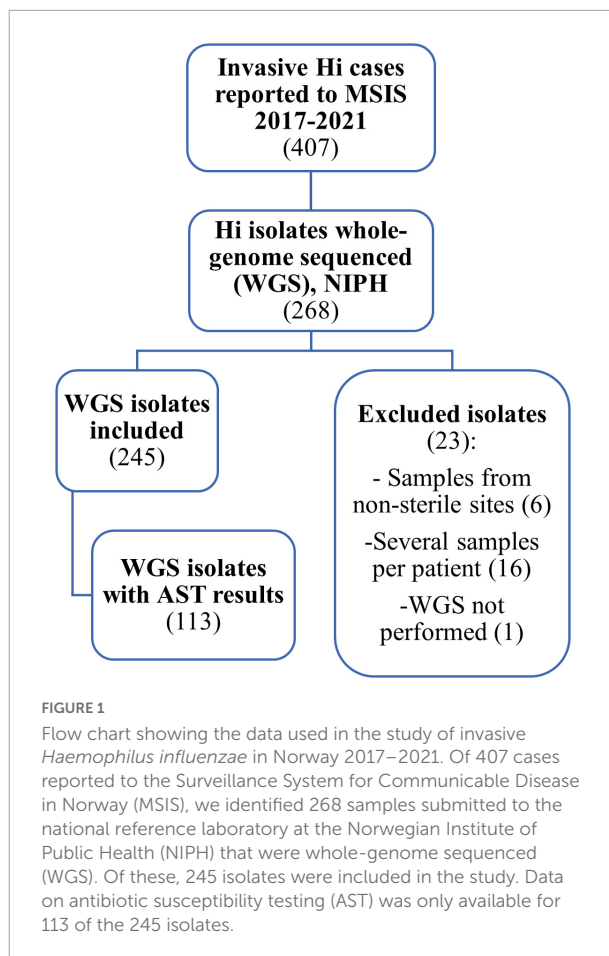 Invasive Hi cases
reported to MSIS
2017-2021
(407)
Hi isolates whole-
genome sequenced
(WGS), NIPH
(268)
WGS isolates
included
(245)
WGS isolates
with AST results
(113)
Excluded isolates
(23):
- Samples from
non-sterile sites (6)
-Several samples
per patient (16)
-WGS not
performed (1)
FIGURE 1
Flow chart showing the data used in the study of invasive
Haemophilus influenzae in Norway 2017–2021. Of 407 cases
reported to the Surveillance System for Communicable Disease
in Norway (MSIS), we identified 268 samples submitted to the
national reference laboratory at the Norwegian Institute of
Public Health (NIPH) that were whole-genome sequenced
(WGS). Of these, 245 isolates were included in the study. Data
on antibiotic susceptibility testing (AST) was only available for
113 of the 245 isolates.